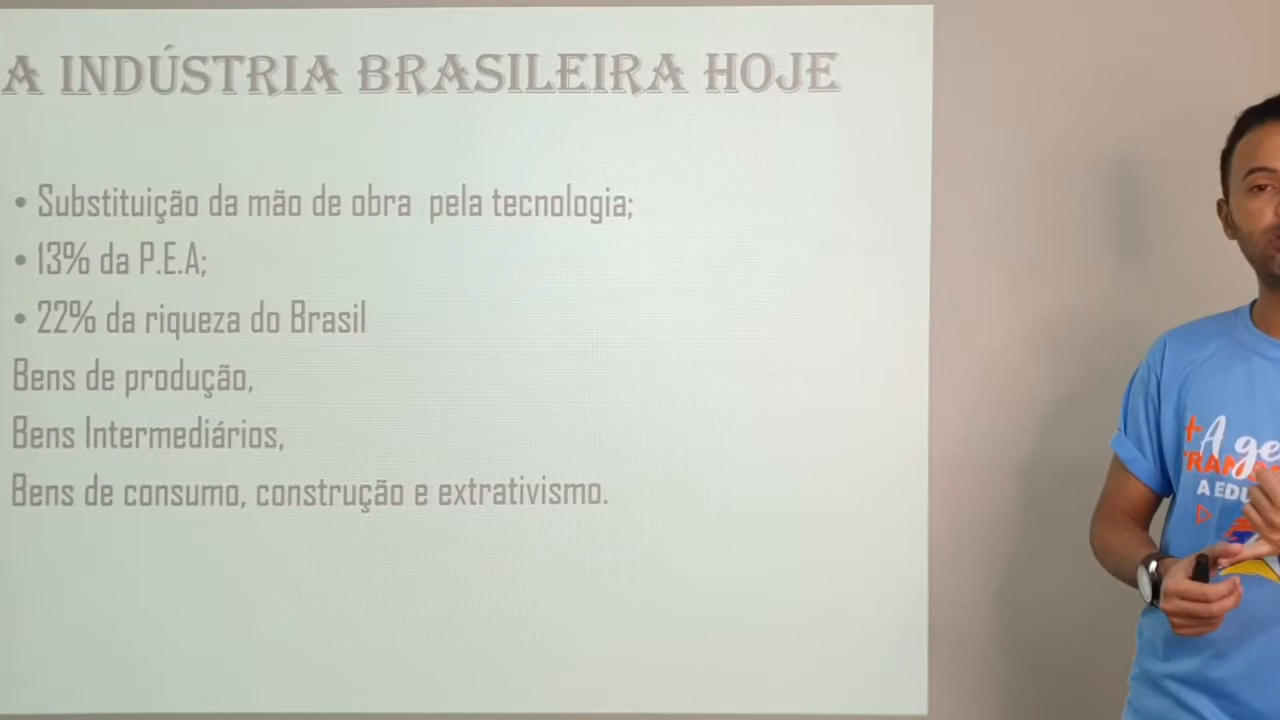 A INDÚSTRIA BRASILEIRA HOJE
• Substituição da mão de obra pela tecnologia;
• 13% da P.E.A;
• 22% da riqueza do Brasil
Bens de produção,
Bens Intermediários,
Bens de consumo, construção e extrativismo.
+ A